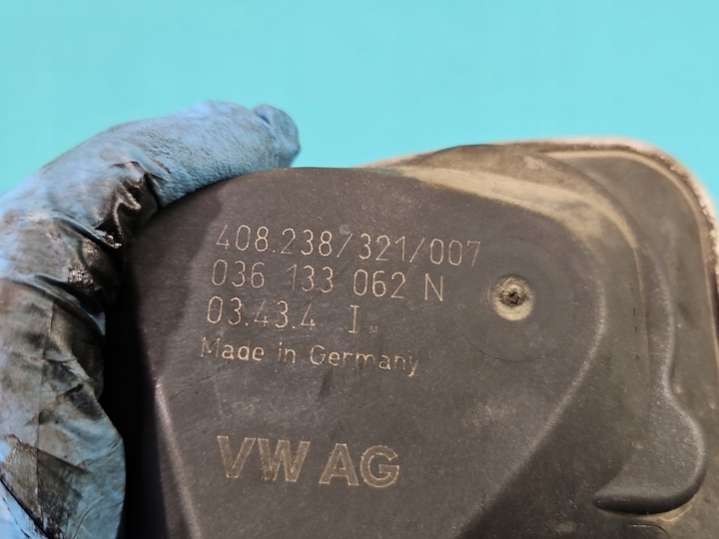 408.238/321/007
036 133 062 N
03.43.4 I
Made in Germany
VW AG